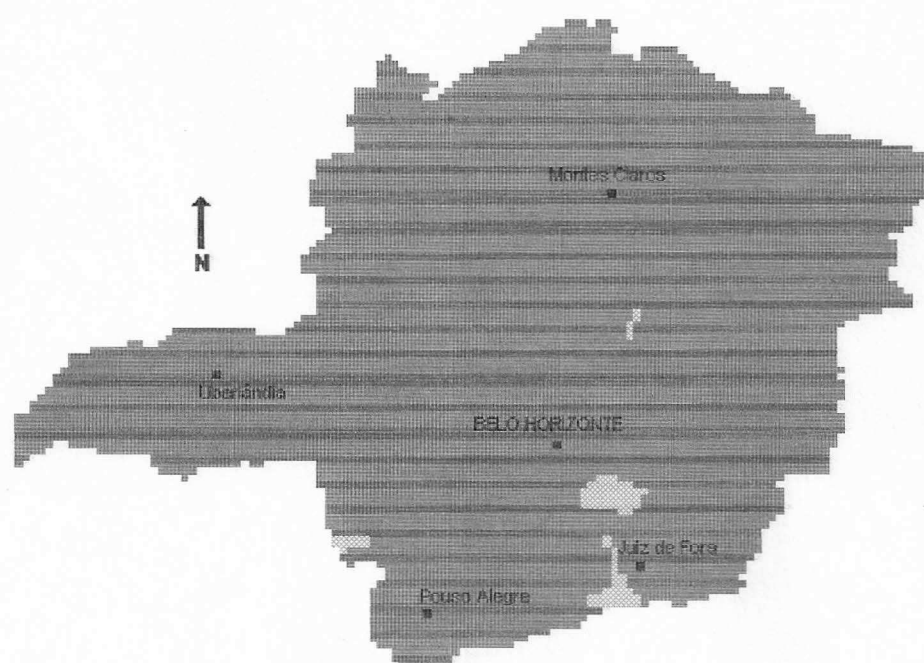 Montes Claros
N
Uberlândia
BELO HORIZONTE
Juiz de Fora
Pouso Alegre